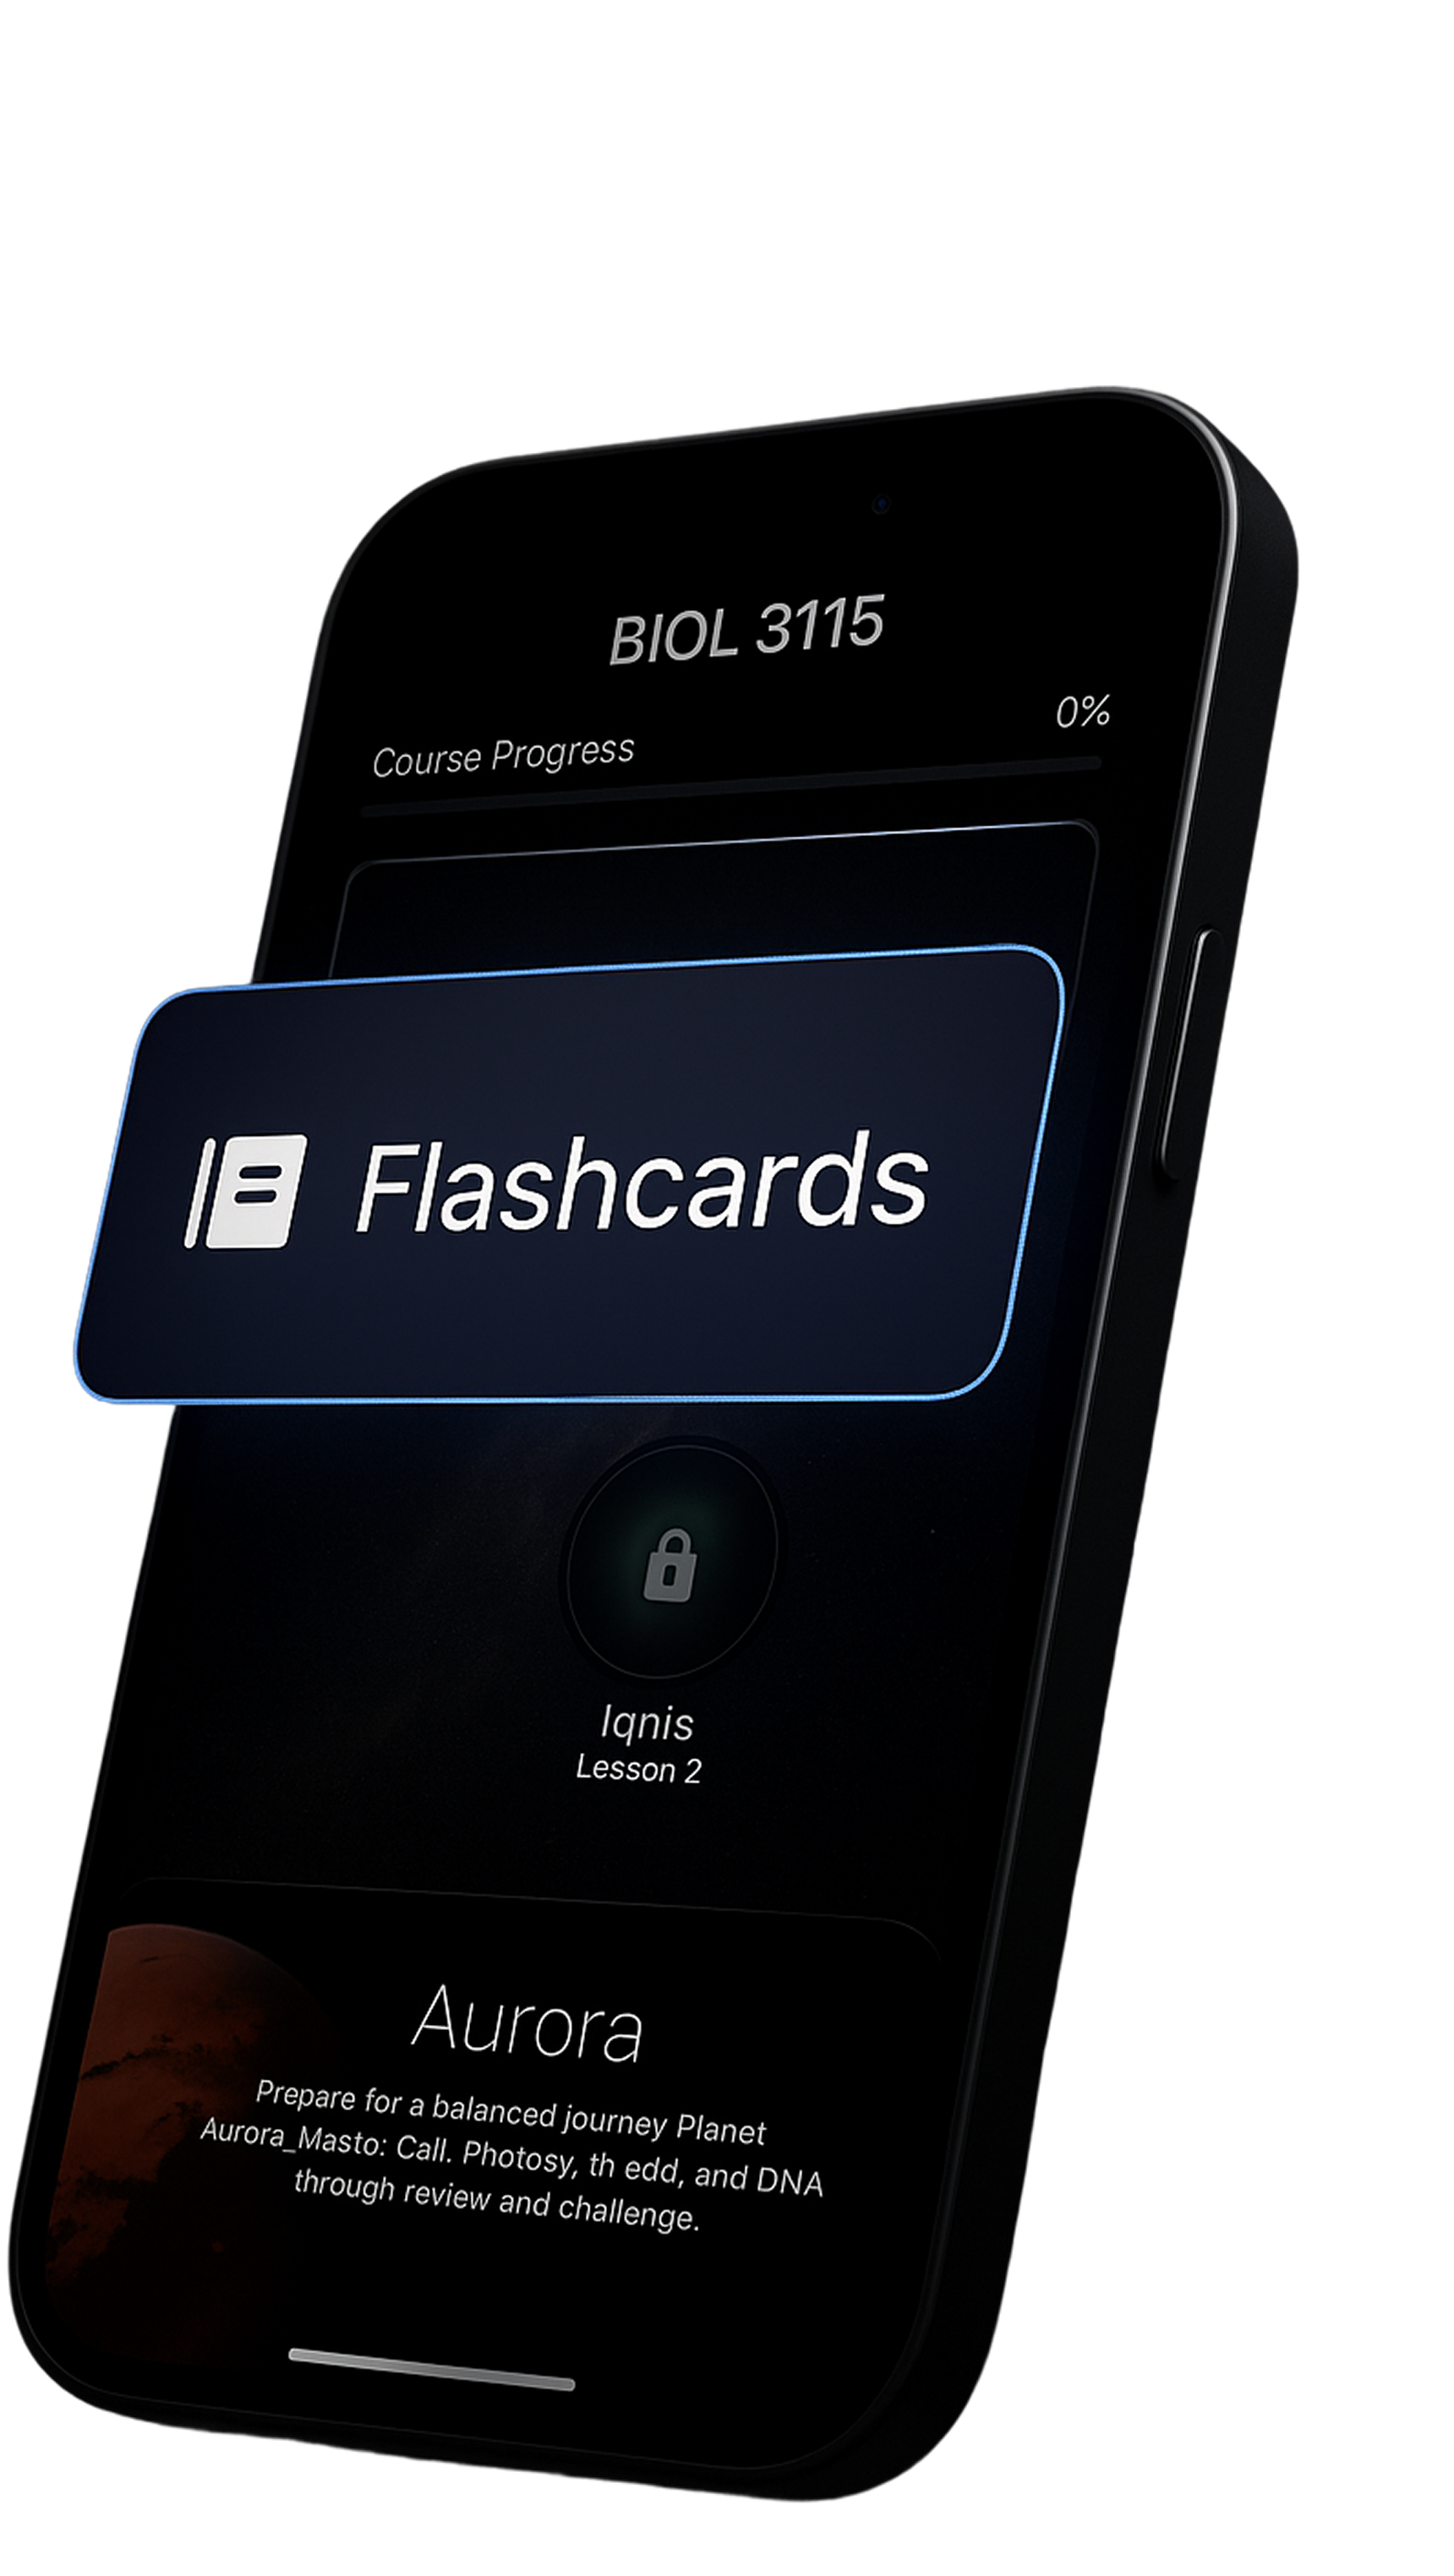 BIOL 3115
0%
Course Progress
Flashcards
Iqnis
Lesson 2
Aurora
Prepare for a balanced journey Planet
Aurora_Masto: Call. Photosy, th edd, and DNA
through review and challenge.